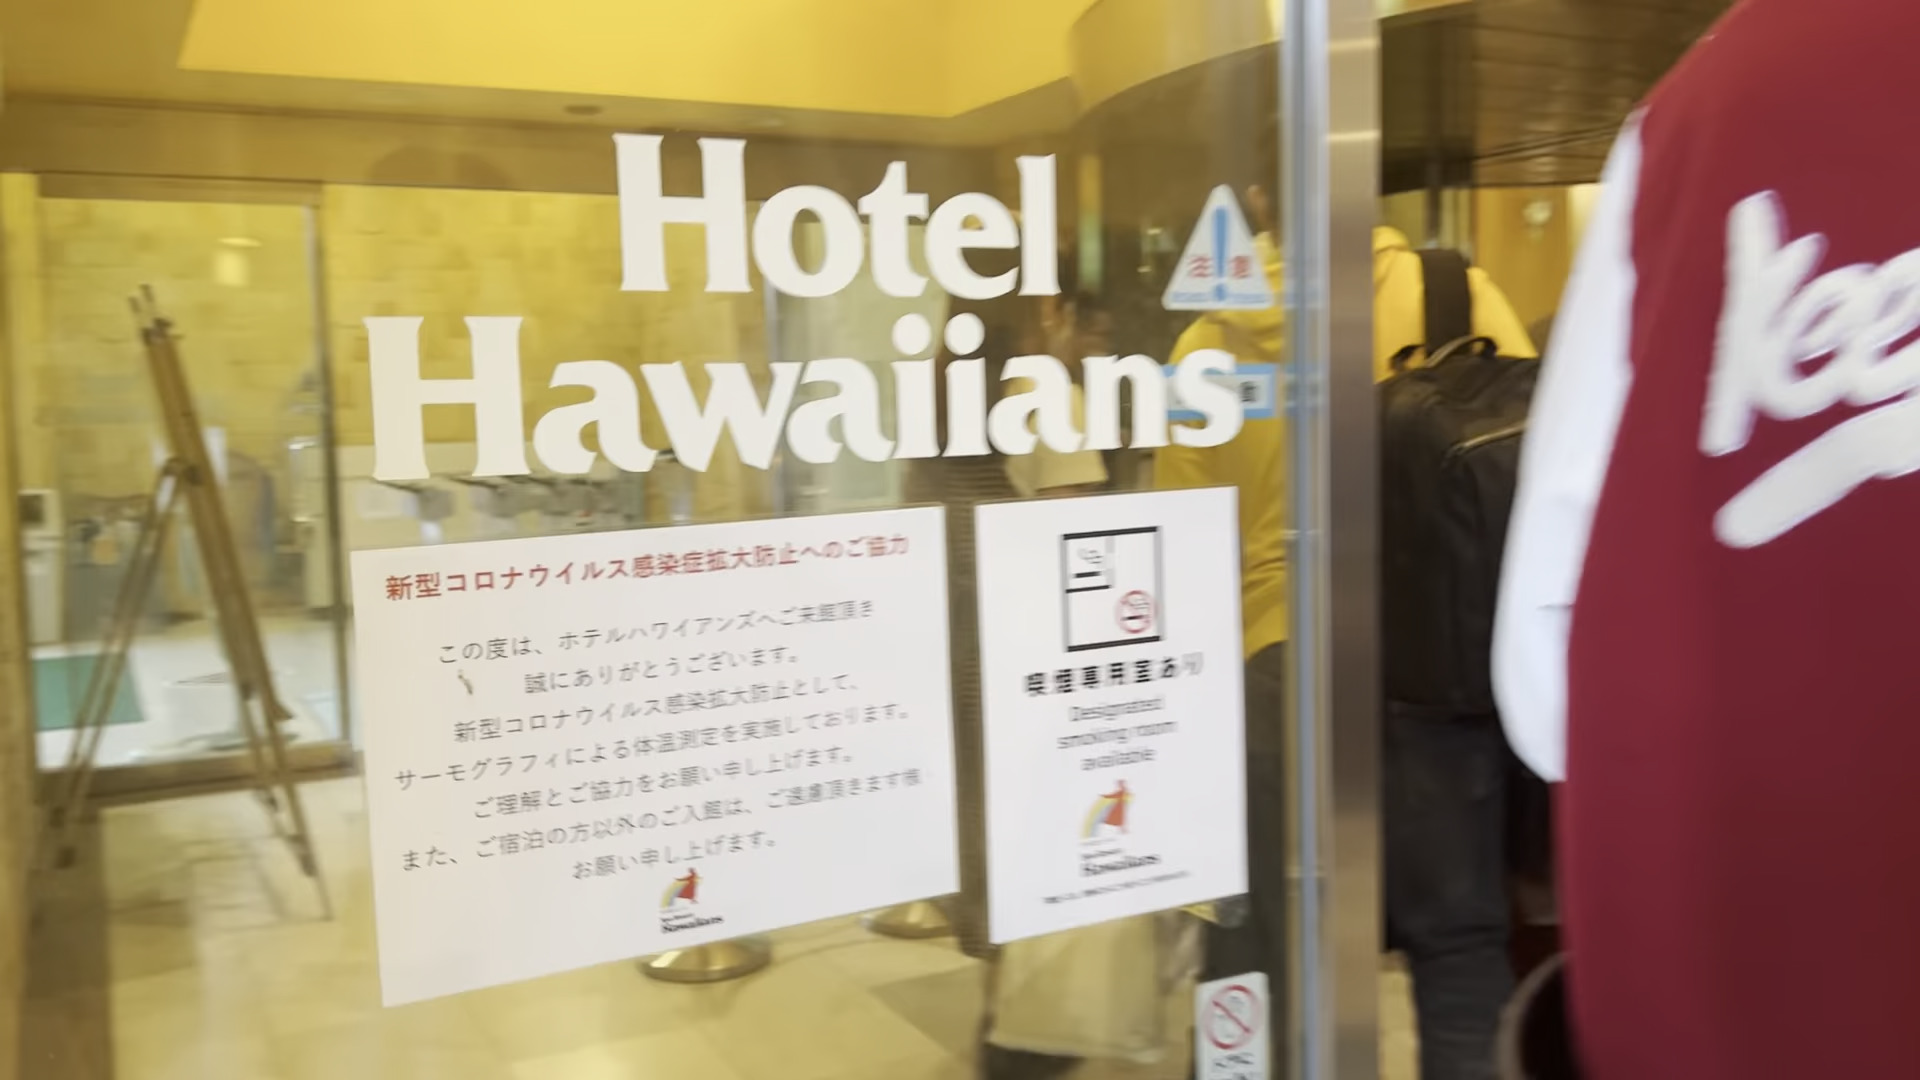 Hotel
Hawaiians
注意
新型コロナウイルス感染症拡大防止へのご協力
この度は、ホテルハワイアンズへご来館頂き
誠にありがとうございます。
新型コロナウイルス感染拡大防止として、
サーモグラフィによる体温測定を実施しております。
ご理解とご協力をお願い申し上げます。
また、ご宿泊の方以外のご入館は、ご遠慮頂きます様
お願い申し上げます。
Hawaiians
喫煙専用室あり
Designated
smoking room
available
Hawaiians
kee